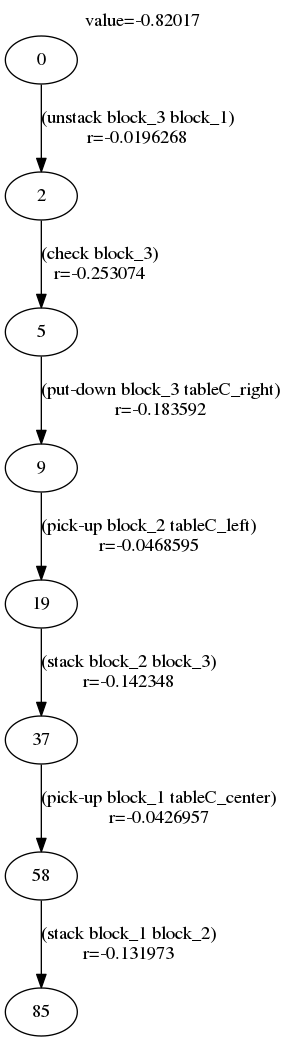 value=-0.82017
0
(unstack block_3 block_1)
r=-0.0196268
2
(check block_3)
r=-0.253074
5
(put-down block_3 tableC_right)
r=-0.183592
9
(pick-up block_2 tableC_left)
r=-0.0468595
19
(stack block_2 block_3)
r=-0.142348
37
(pick-up block_1 tableC_center)
r=-0.0426957
58
(stack block_1 block_2)
r=-0.131973
85